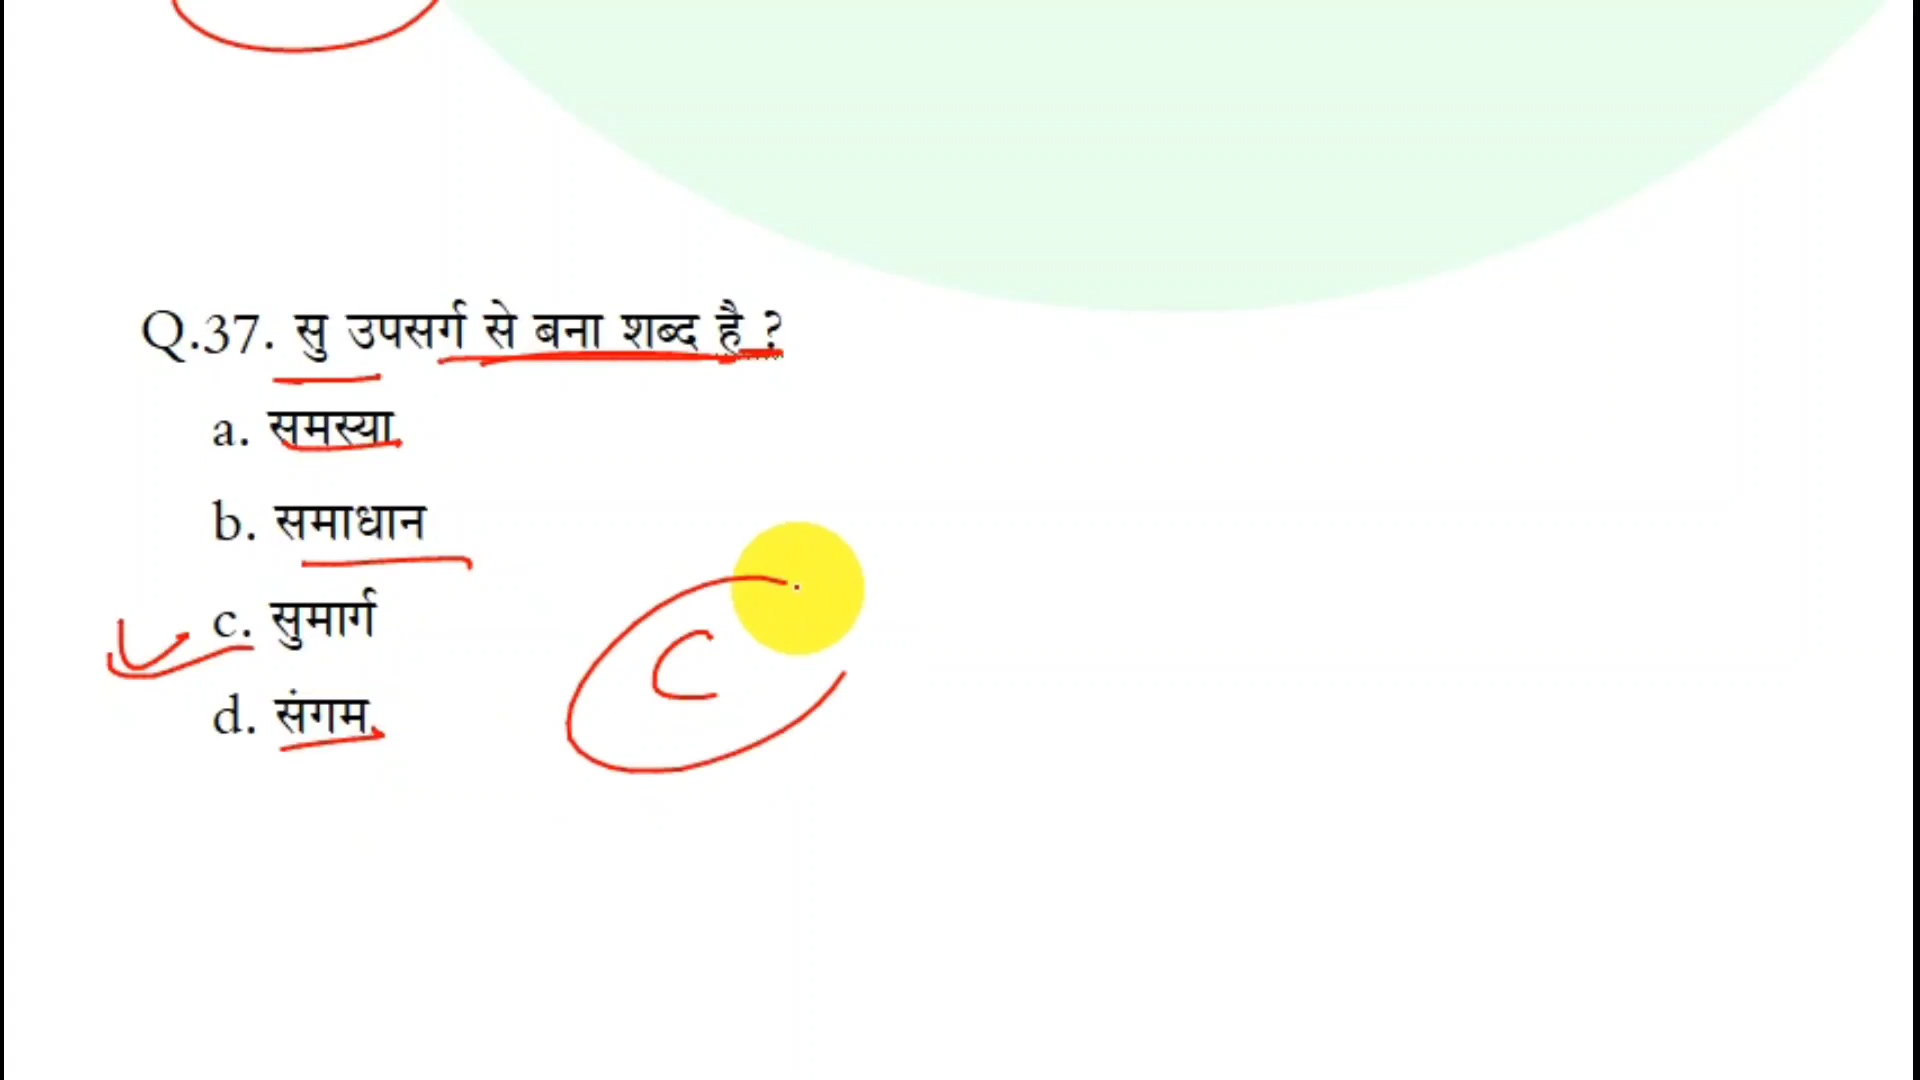 Q.37. सु उपसर्ग से बना शब्द है ?
a. समस्या
b. समाधान
c. सुमार्ग
d. संगम
C